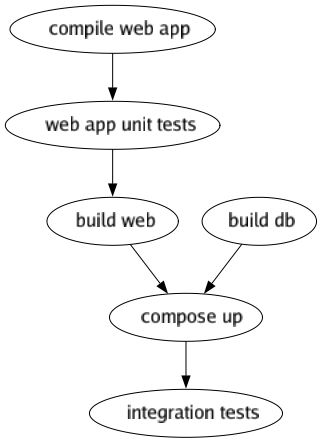 compile web app
web app unit tests
build web
build db
compose up
integration tests